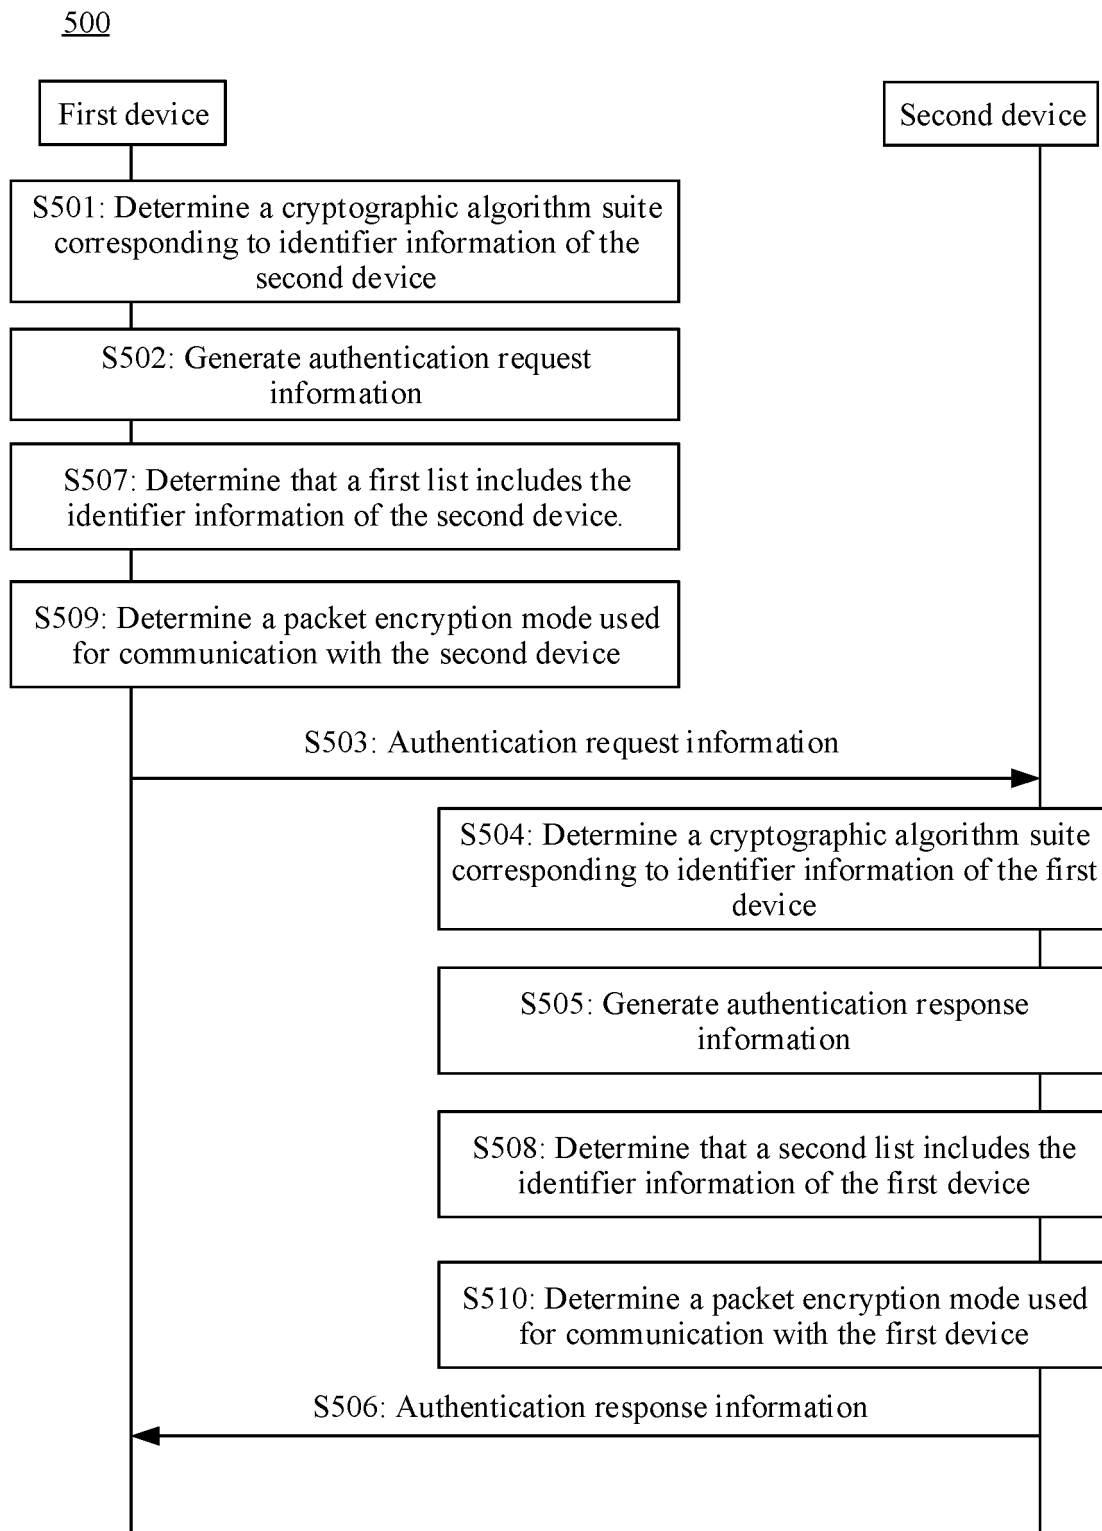 500
First device
Second device
S501: Determine a cryptographic algorithm suite
corresponding to identifier information of the
second device
S502: Generate authentication request
information
S507: Determine that a first list includes the
identifier information of the second device.
S509: Determine a packet encryption mode used
for communication with the second device
S503: Authentication request information
S504: Determine a cryptographic algorithm suite
corresponding to identifier information of the first
device
S505: Generate authentication response
information
S508: Determine that a second list includes the
identifier information of the first device
S510: Determine a packet encryption mode used
for communication with the first device
S506: Authentication response information